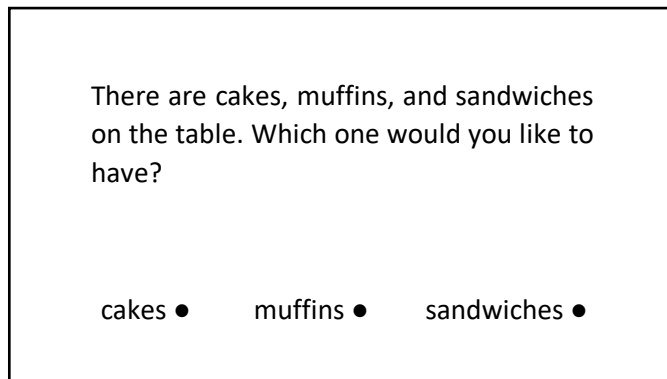 There are cakes, muffins, and sandwiches
on the table. Which one would you like to
have?
cakes ● muffins ● sandwiches ●